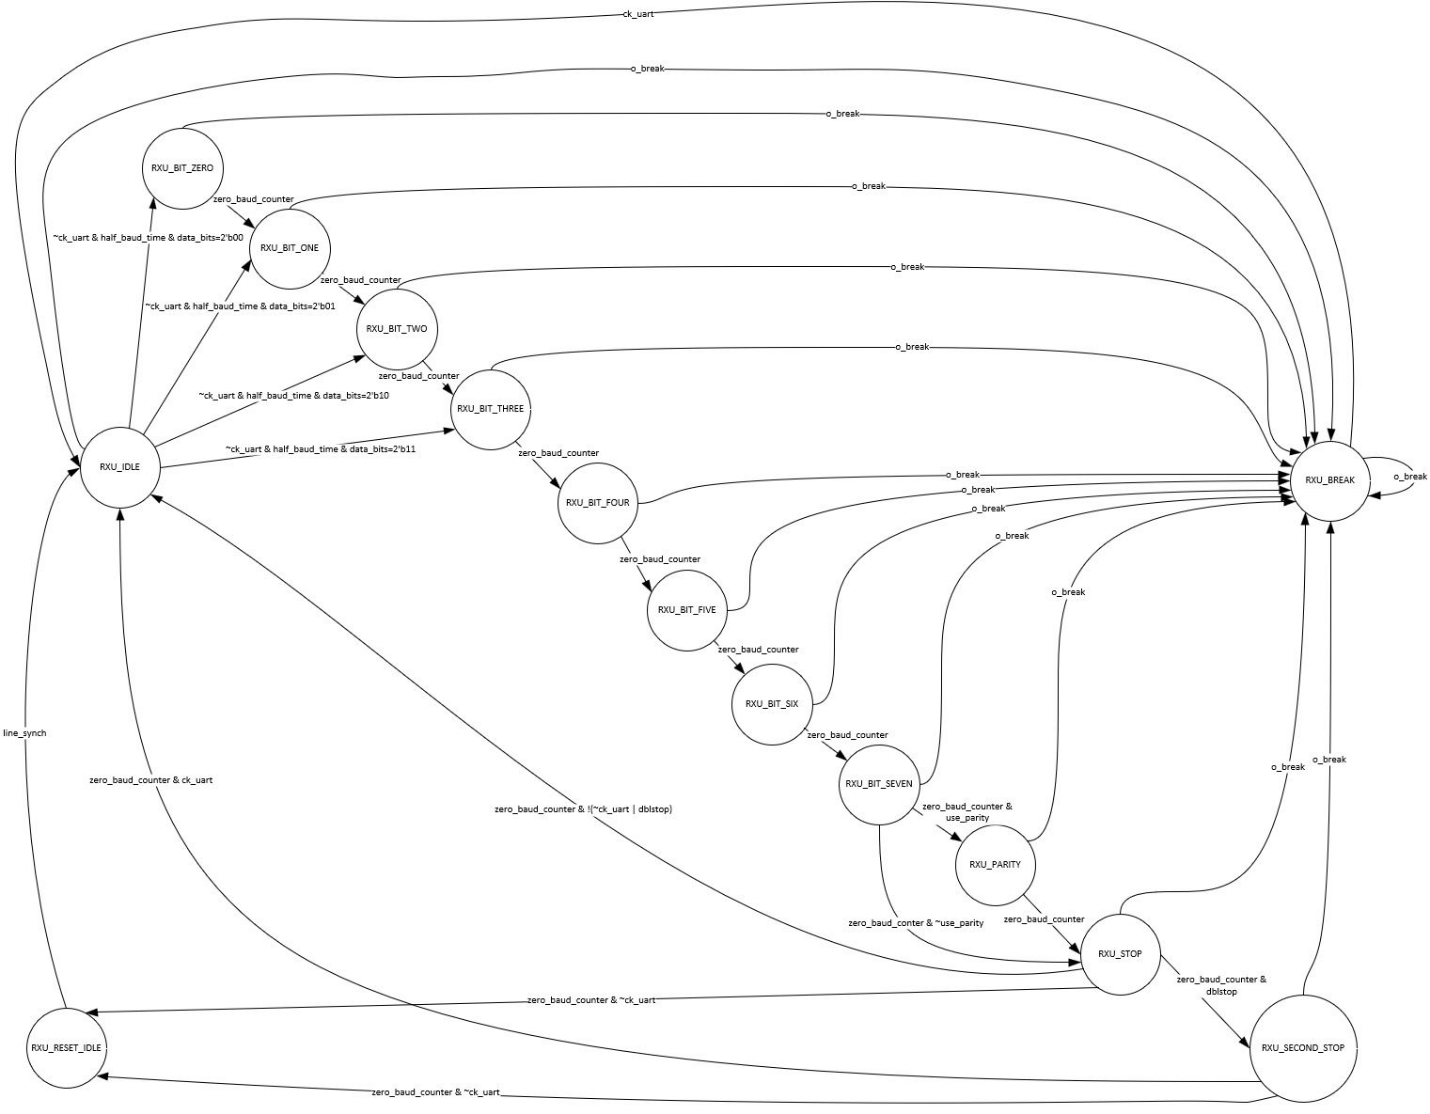 ck_uart
o_break
o_break
RXU_BIT_ZERO
o_break
zero_baud_counter
~ck_uart & half_baud_time & data_bits=2'b00
RXU_BIT_ONE
o_break
zero_baud_counter
~ck_uart & half_baud_time & data_bits=2'b01
RXU_BIT_TWO
o_break
zero_baud_counter
~ck_uart & half_baud_time & data_bits=2'b10
RXU_BIT_THREE
~ck_uart & half_baud_time & data_bits=2'b11
zero_baud_counter
RXU_IDLE
o_break
RXU_BREAK
o_break
o_break
RXU_BIT_FOUR
o_break
o_break
zero_baud_counter
o_break
RXU_BIT_FIVE
zero_baud_counter
RXU_BIT_SIX
line_synch
zero_baud_counter
o_break
o_break
zero_baud_counter & ck_uart
RXU_BIT_SEVEN
zero_baud_counter & !(~ck_uart | dblstop)
zero_baud_counter &
use_parity
RXU_PARITY
zero_baud_conter & ~use_parity
zero_baud_counter
RXU_STOP
zero_baud_counter &
dblstop
zero_baud_counter & ~ck_uart
RXU_RESET_IDLE
RXU_SECOND_STOP
zero_baud_counter & ~ck_uart